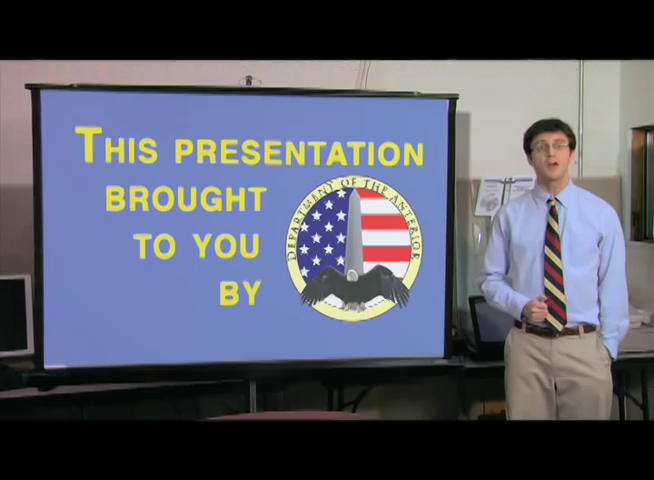 THIS PRESENTATION
BROUGHT
TO YOU
BY
DEPARTMENT OF THE ANTERIOR